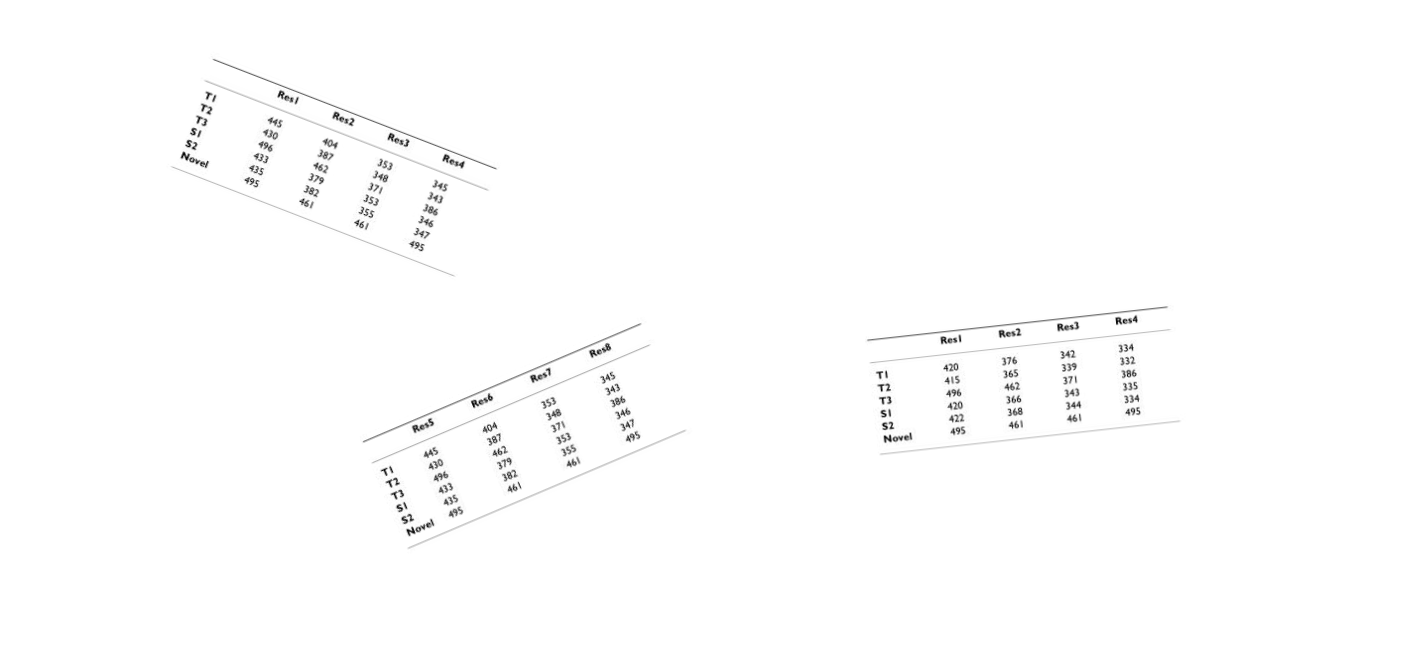 Res1 Res2 Res3 Res4
T1 445 404 353 345
T2 430 387 348 343
T3 496 462 371 386
S1 433 379 353 346
S2 435 382 355 347
Novel 495 461 461 495
Res5 Res6 Res7 Res8
T1 445 404 353 345
T2 430 387 348 343
T3 496 462 371 386
S1 433 379 353 346
S2 435 382 355 347
Novel 495 461 461 495
Res1 Res2 Res3 Res4
T1 420 376 342 334
T2 415 365 339 332
T3 496 462 371 386
S1 420 366 343 335
S2 422 368 344 334
Novel 495 461 461 495